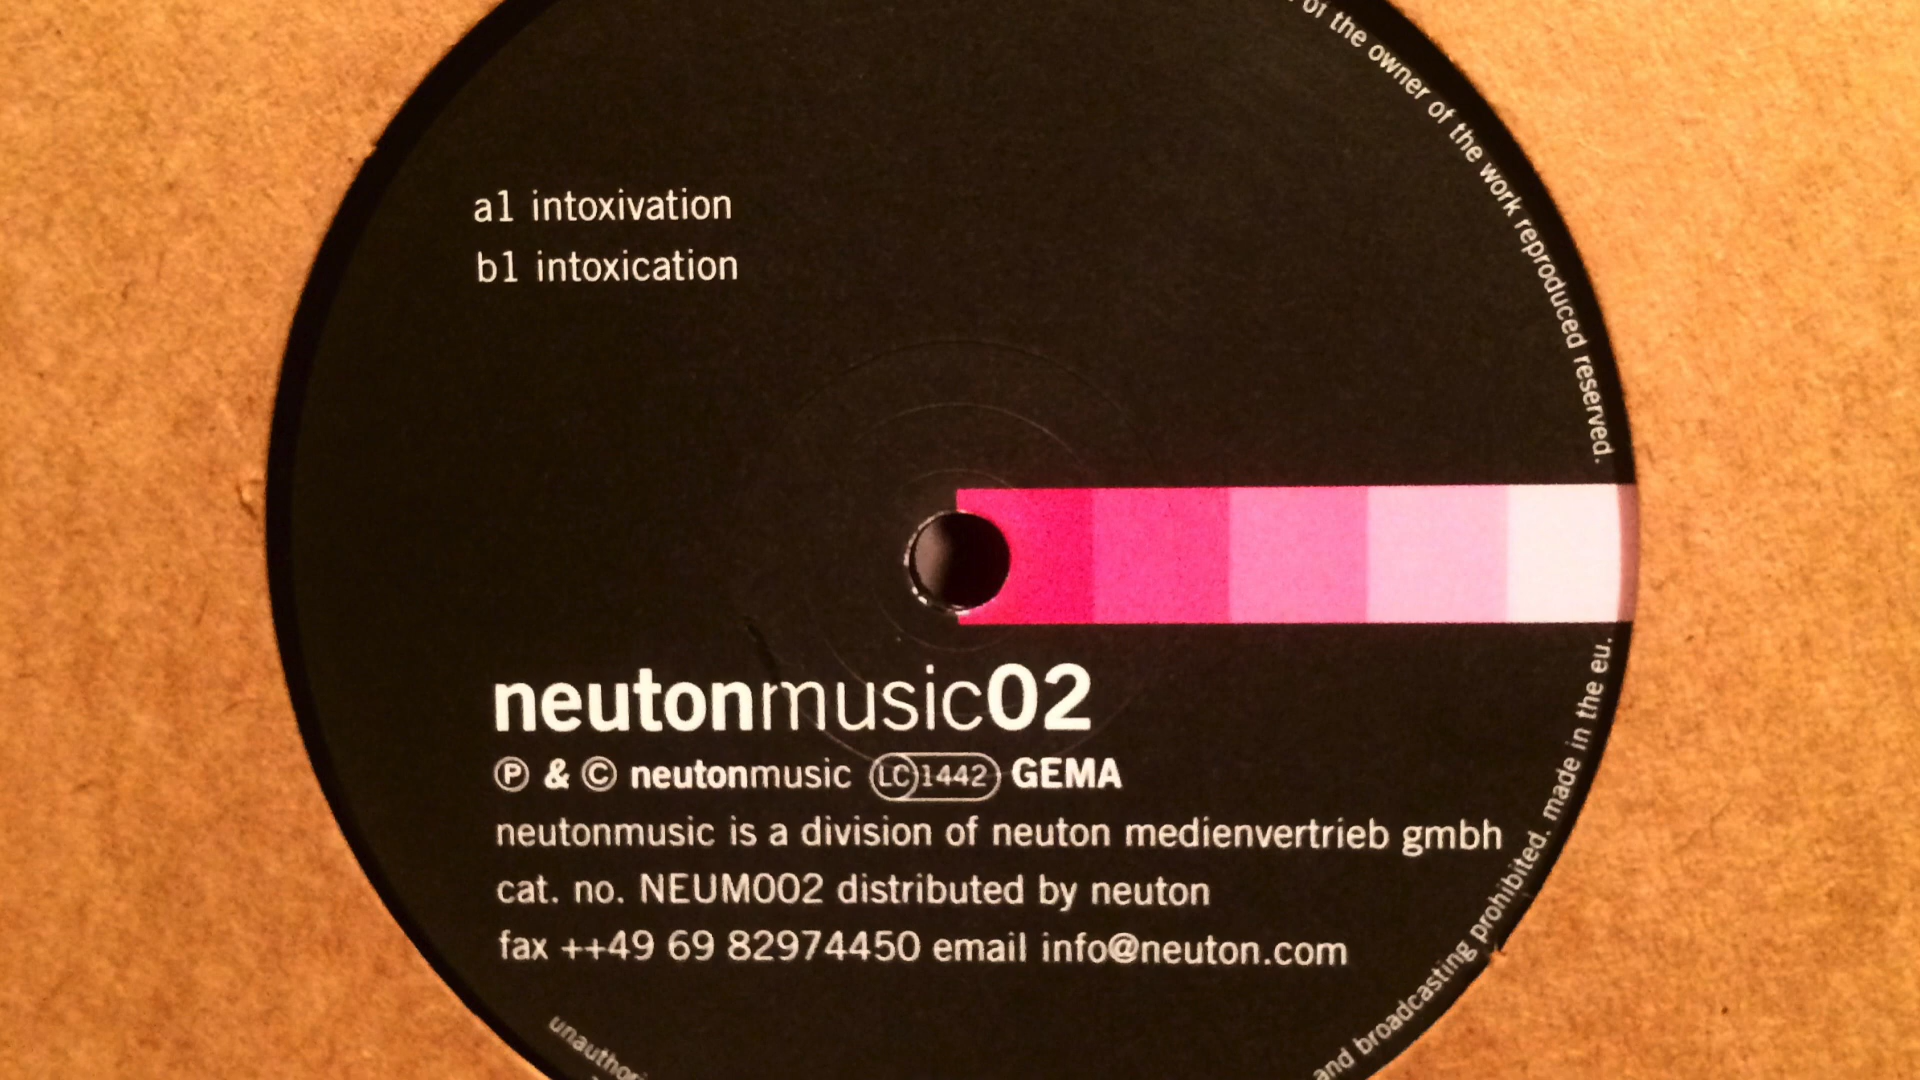 a1 intoxivation
b1 intoxication
neutonmusic02
℗ & © neutonmusic LC1442 GEMA
neutonmusic is a division of neuton medienvertrieb gmbh
cat. no. NEUM002 distributed by neuton
fax ++49 69 82974450 email info@neuton.com
of the owner of the work reproduced reserved.
and broadcasting prohibited. made in the eu.